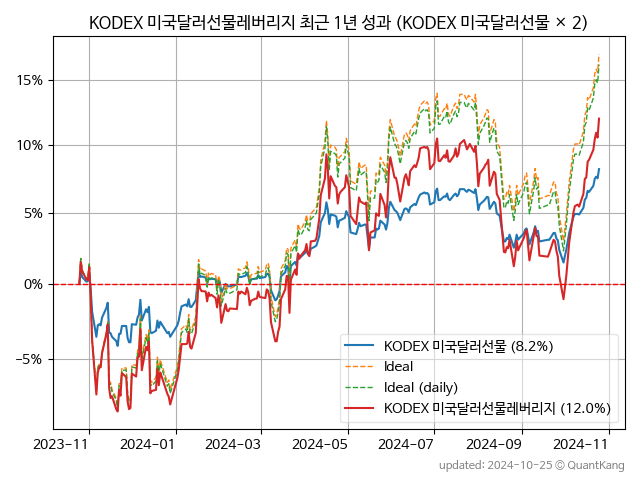 KODEX 미국달러선물레버리지 최근 1년 성과 (KODEX 미국달러선물 × 2)
15%
10%
5%
0%
−5%
KODEX 미국달러선물 (8.2%)
Ideal
Ideal (daily)
KODEX 미국달러선물레버리지 (12.0%)
2023−11 2024−01 2024−03 2024−05 2024−07 2024−09 2024−11
updated: 2024-10-25 © QuantKang